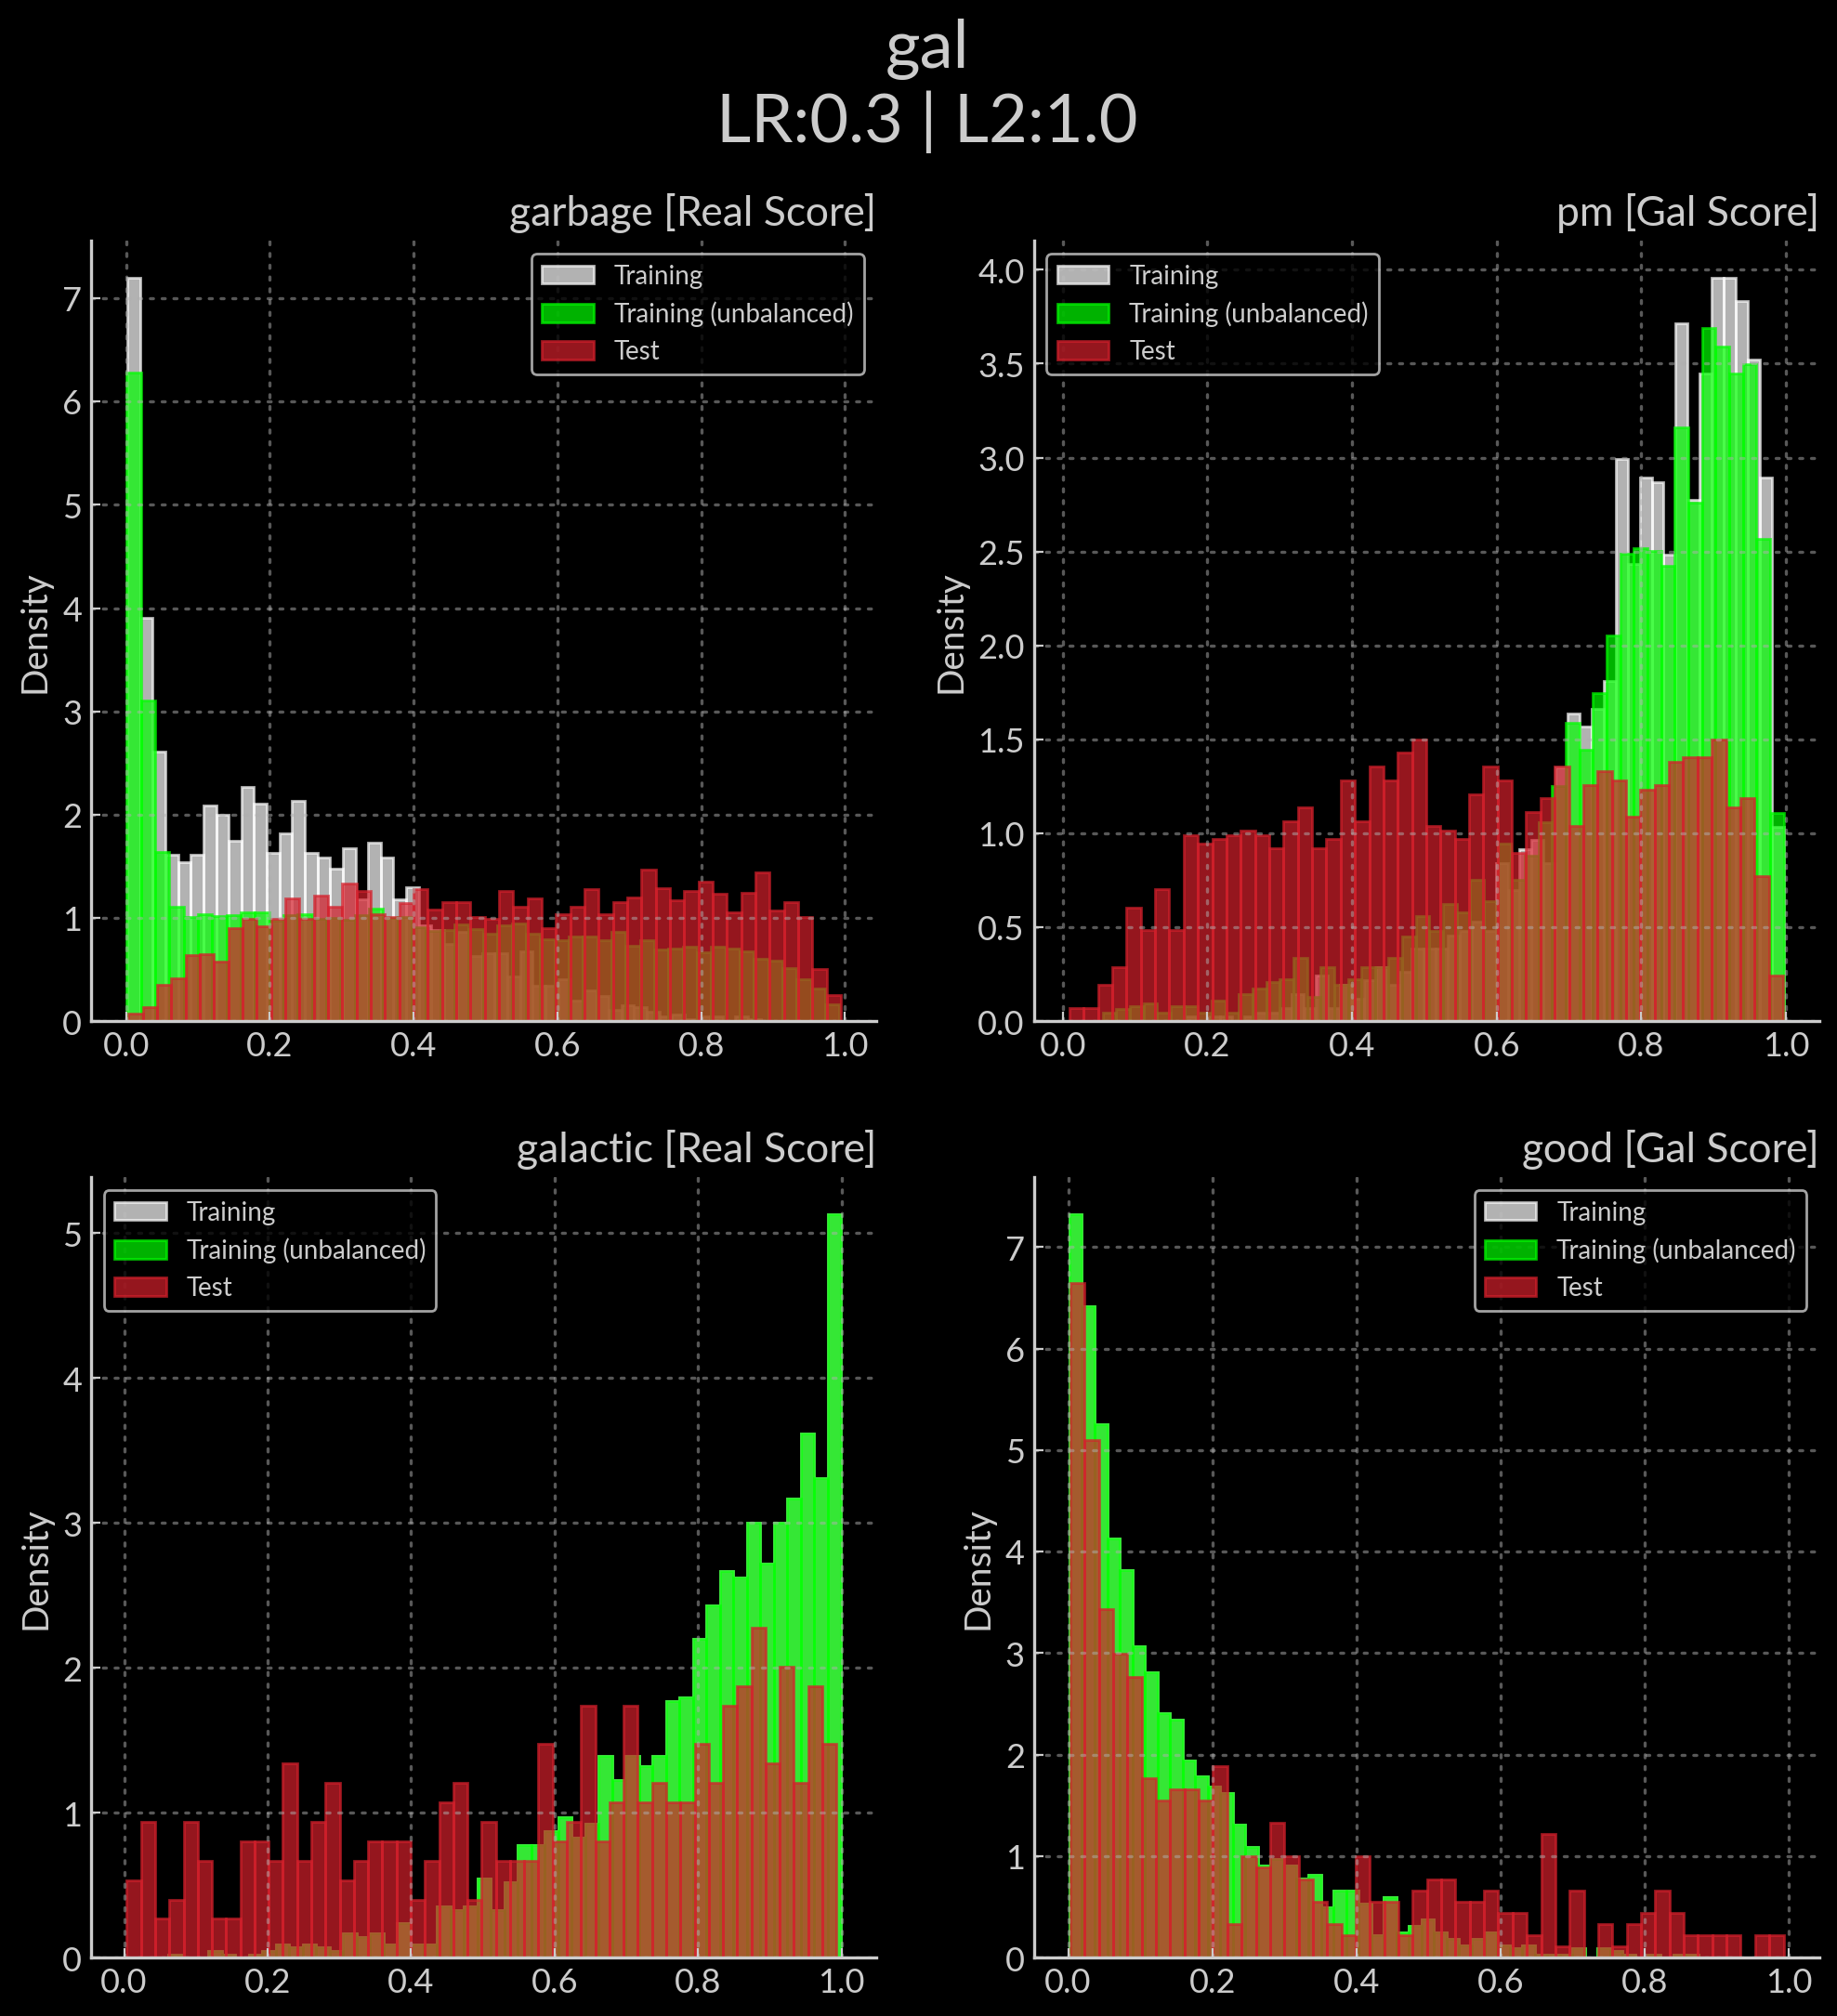 gal
LR:0.3 | L2:1.0
garbage [Real Score]
Training
Training (unbalanced)
Test
Density
7
6
5
4
3
2
1
0
0.0 0.2 0.4 0.6 0.8 1.0
pm [Gal Score]
Training
Training (unbalanced)
Test
Density
4.0
3.5
3.0
2.5
2.0
1.5
1.0
0.5
0.0
0.0 0.2 0.4 0.6 0.8 1.0
galactic [Real Score]
Training
Training (unbalanced)
Test
Density
5
4
3
2
1
0
0.0 0.2 0.4 0.6 0.8 1.0
good [Gal Score]
Training
Training (unbalanced)
Test
Density
7
6
5
4
3
2
1
0
0.0 0.2 0.4 0.6 0.8 1.0